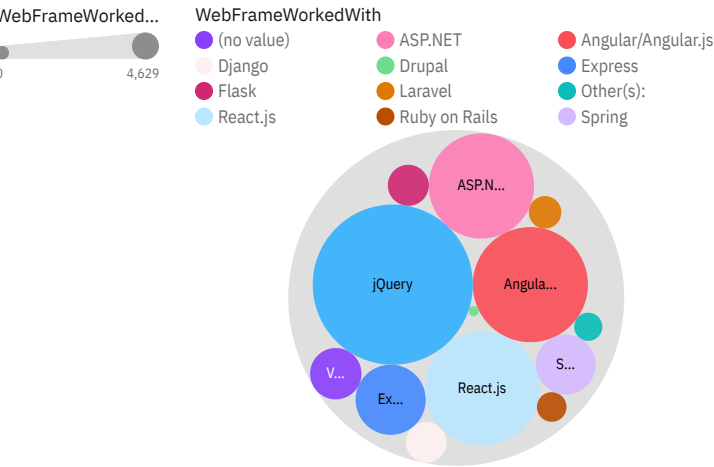 WebFrameWorked...
0 4,629
WebFrameWorkedWith
(no value) ASP.NET Angular/Angular.js
Django Drupal Express
Flask Laravel Other(s):
React.js Ruby on Rails Spring
ASP.N...
jQuery Angula...
S...
V... React.js
Ex...